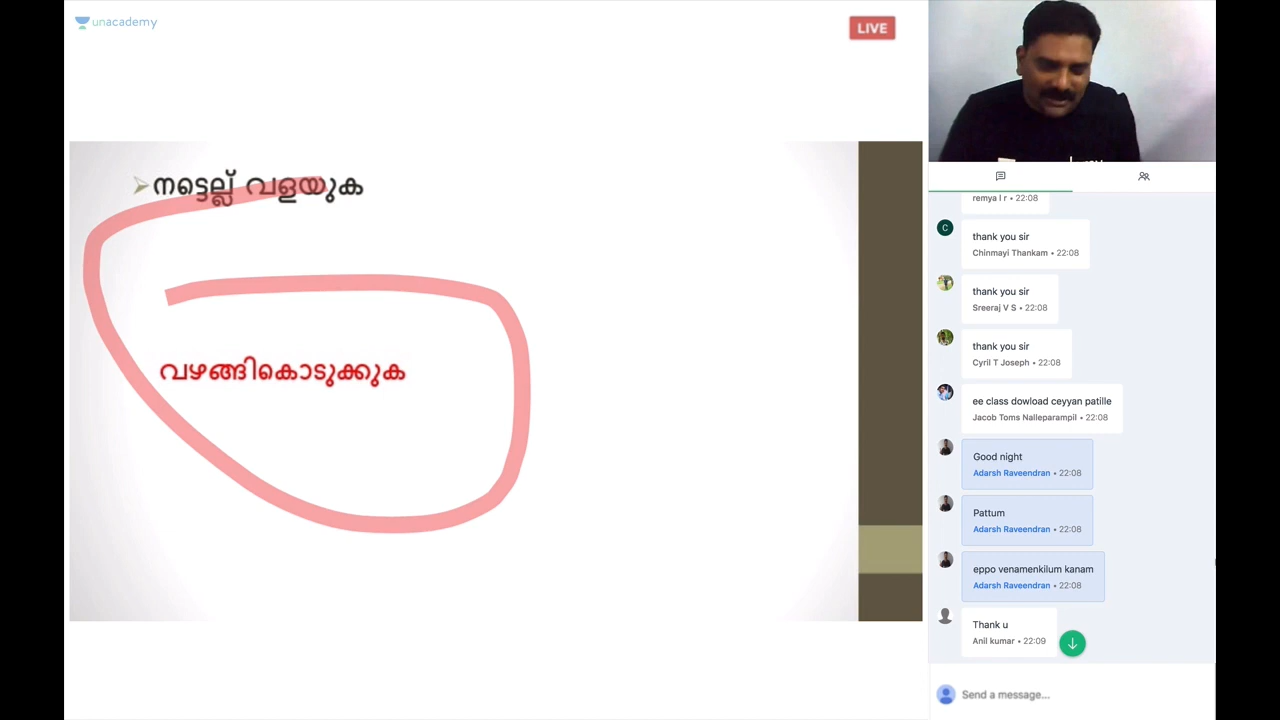 unacademy
LIVE
നട്ടെല്ല് വളയുക
വഴങ്ങികൊടുക്കുക
remya l r • 22:08
C
thank you sir
Chinmayi Thankam • 22:08
thank you sir
Sreeraj V S • 22:08
thank you sir
Cyril T Joseph • 22:08
ee class dowload ceyyan patille
Jacob Toms Nalleparampil • 22:08
Good night
Adarsh Raveendran • 22:08
Pattum
Adarsh Raveendran • 22:08
eppo venamenkilum kanam
Adarsh Raveendran • 22:08
Thank u
Anil kumar • 22:09
Send a message...